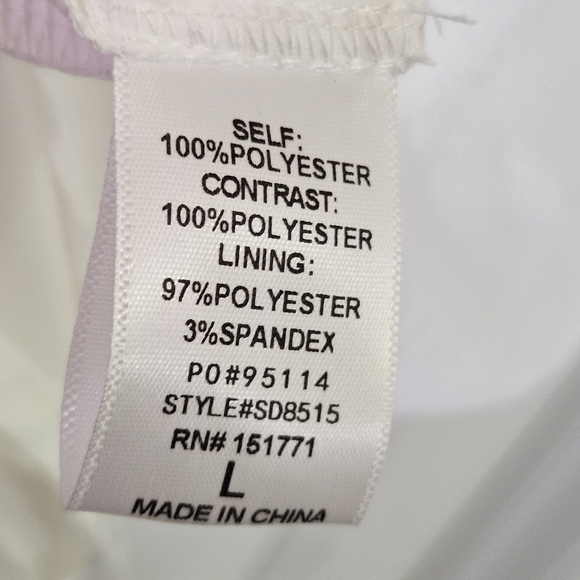 SELF:
100%POLYESTER
CONTRAST:
100%POLYESTER
LINING:
97%POLYESTER
3%SPANDEX
PO#95114
STYLE#SD8515
RN# 151771
L
MADE IN CHINA